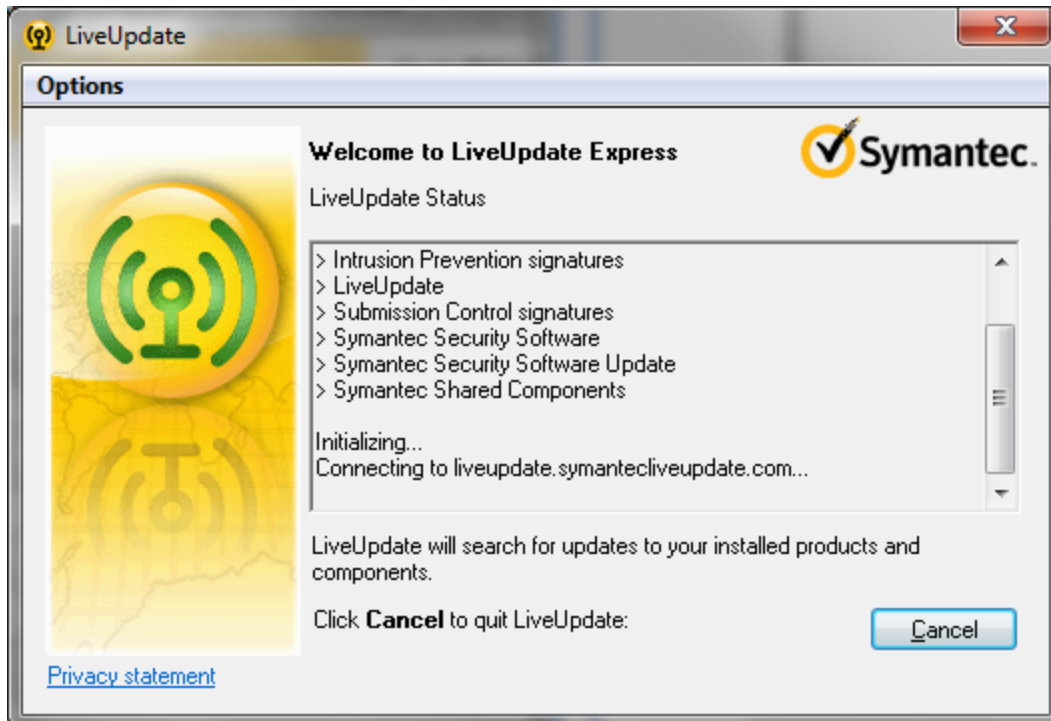 LiveUpdate
Options
Symantec.
Welcome to LiveUpdate Express
LiveUpdate Status
> Intrusion Prevention signatures
> LiveUpdate
> Submission Control signatures
> Symantec Security Software
> Symantec Security Software Update
> Symantec Shared Components
Initializing...
Connecting to liveupdate.symantecliveupdate.com...
LiveUpdate will search for updates to your installed products and
components.
Click Cancel to quit LiveUpdate:
Cancel
Privacy statement